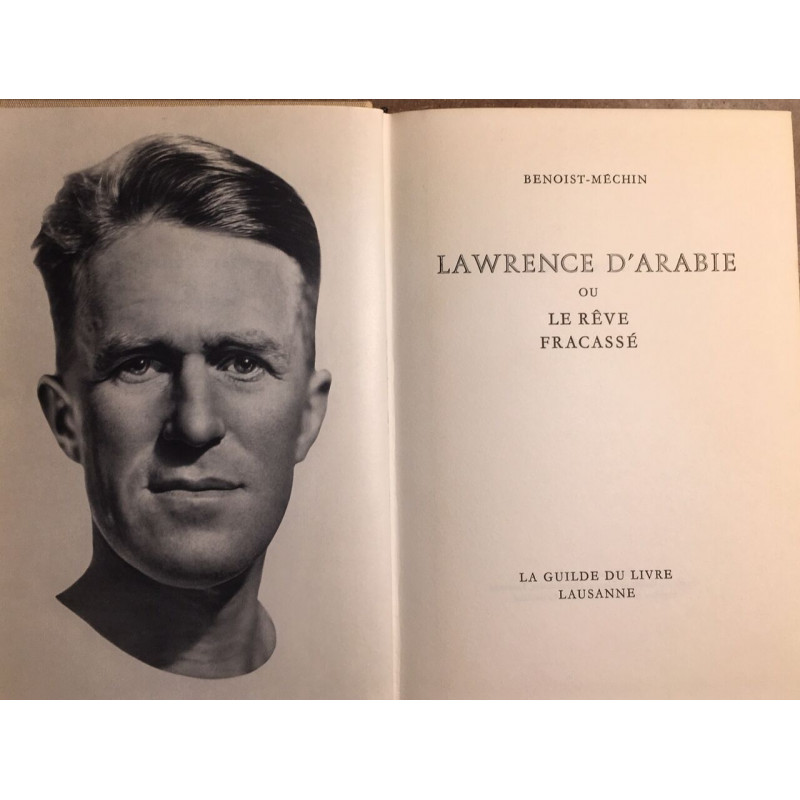 BENOIST-MÉCHIN
LAWRENCE D'ARABIE
OU
LE RÊVE
FRACASSÉ
LA GUILDE DU LIVRE
LAUSANNE